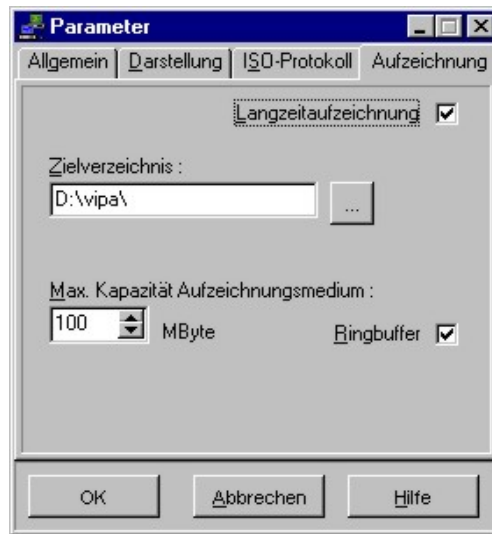 Parameter
Allgemein Darstellung ISO-Protokoll Aufzeichnung
Langzeitaufzeichnung
Zielverzeichnis :
D:\vipa\ ...
Max. Kapazität Aufzeichnungsmedium :
100 MByte Ringbuffer
OK Abbrechen Hilfe